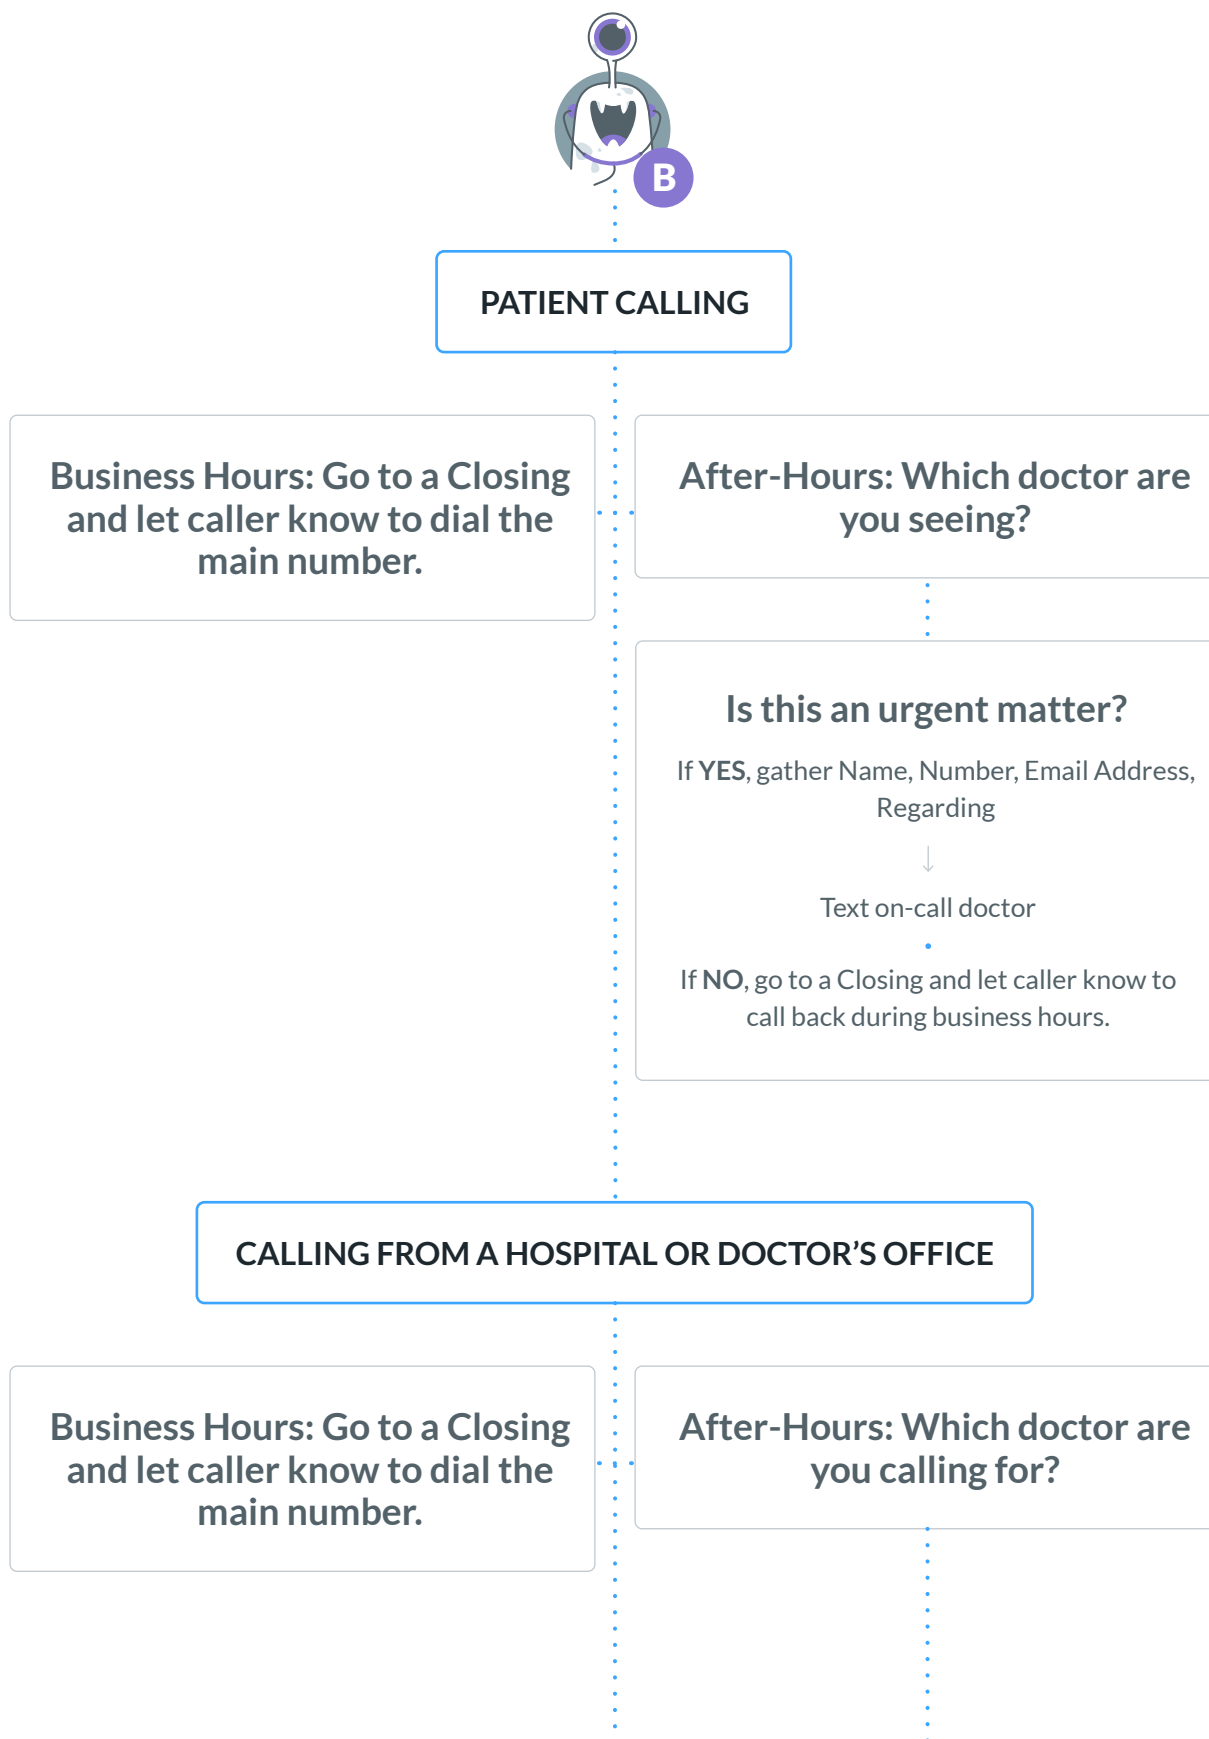 B
PATIENT CALLING
Business Hours: Go to a Closing
and let caller know to dial the
main number.
After-Hours: Which doctor are
you seeing?
Is this an urgent matter?
If YES, gather Name, Number, Email Address,
Regarding
Text on-call doctor
If NO, go to a Closing and let caller know to
call back during business hours.
CALLING FROM A HOSPITAL OR DOCTOR’S OFFICE
Business Hours: Go to a Closing
and let caller know to dial the
main number.
After-Hours: Which doctor are
you calling for?